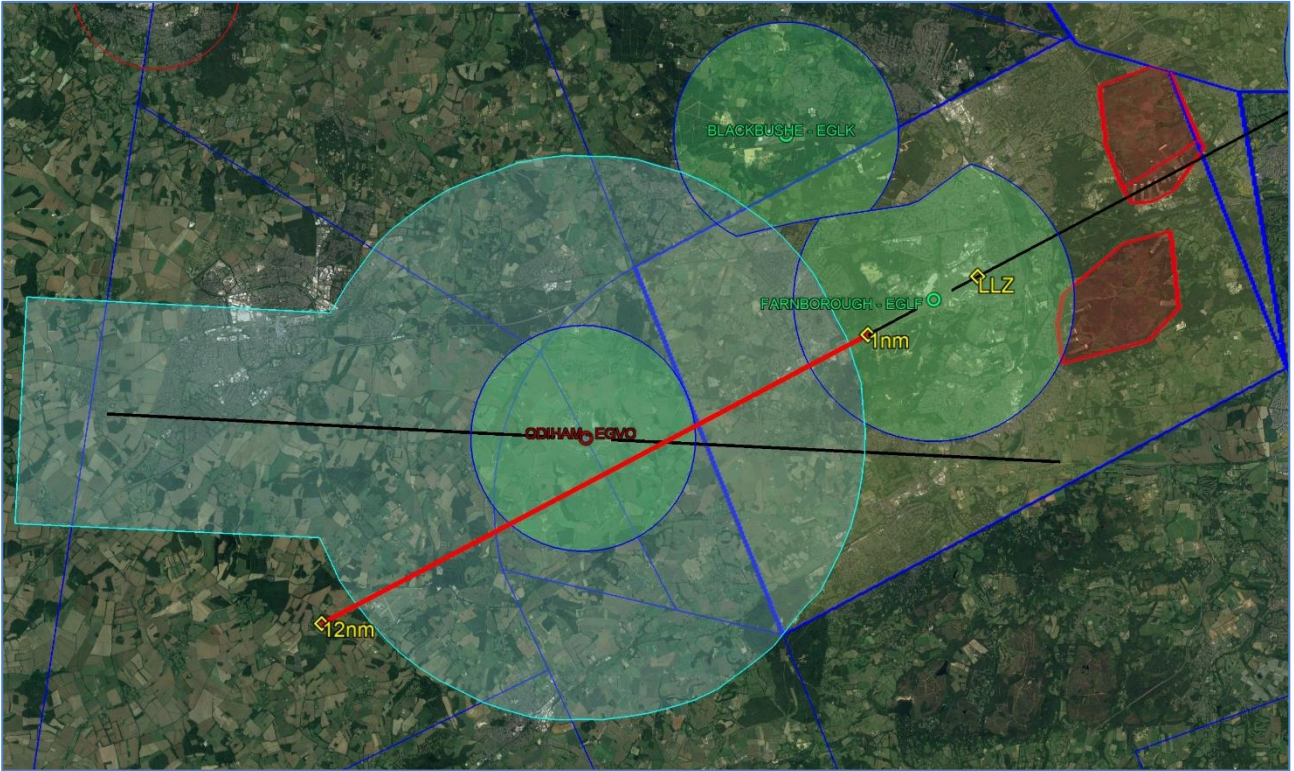 BLACKBUSHE - EGLK
LLZ
FARNBOROUGH - EGLF
1nm
ODIHAM - EGVO
12nm